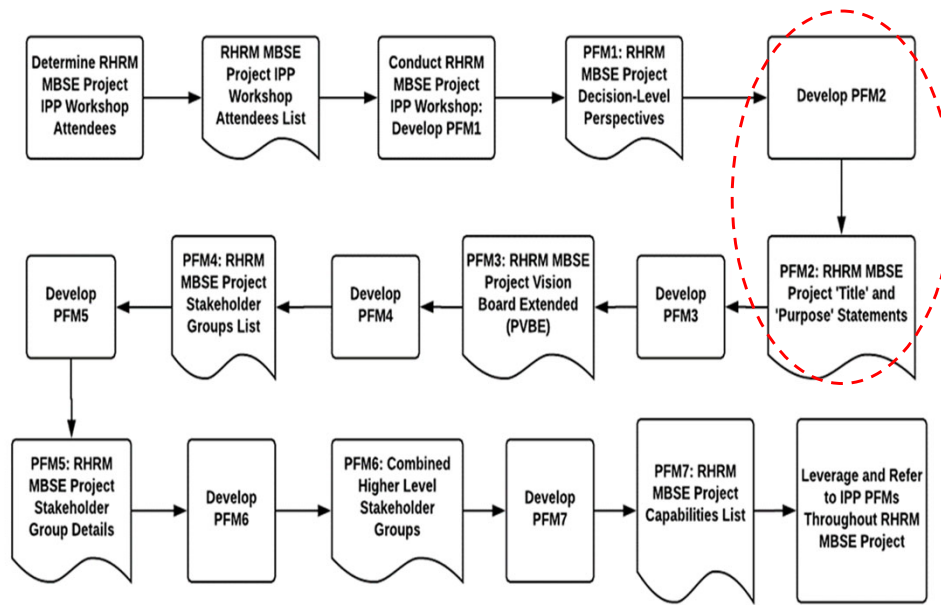 Determine RHRM
MBSE Project
IPP Workshop
Attendees
RHRM MBSE
Project IPP
Workshop
Attendees List
Conduct RHRM
MBSE Project
IPP Workshop:
Develop PFM1
PFM1: RHRM
MBSE Project
Decision-Level
Perspectives
Develop PFM2
PFM2: RHRM MBSE
Project 'Title' and
'Purpose' Statements
Develop
PFM3
PFM3: RHRM MBSE
Project Vision
Board Extended
(PVBE)
Develop
PFM4
PFM4: RHRM
MBSE Project
Stakeholder
Groups List
Develop
PFM5
PFM5: RHRM
MBSE Project
Stakeholder
Group Details
Develop
PFM6
PFM6: Combined
Higher Level
Stakeholder
Groups
Develop
PFM7
PFM7: RHRM
MBSE Project
Capabilities List
Leverage and Refer
to IPP PFMs
Throughout RHRM
MBSE Project